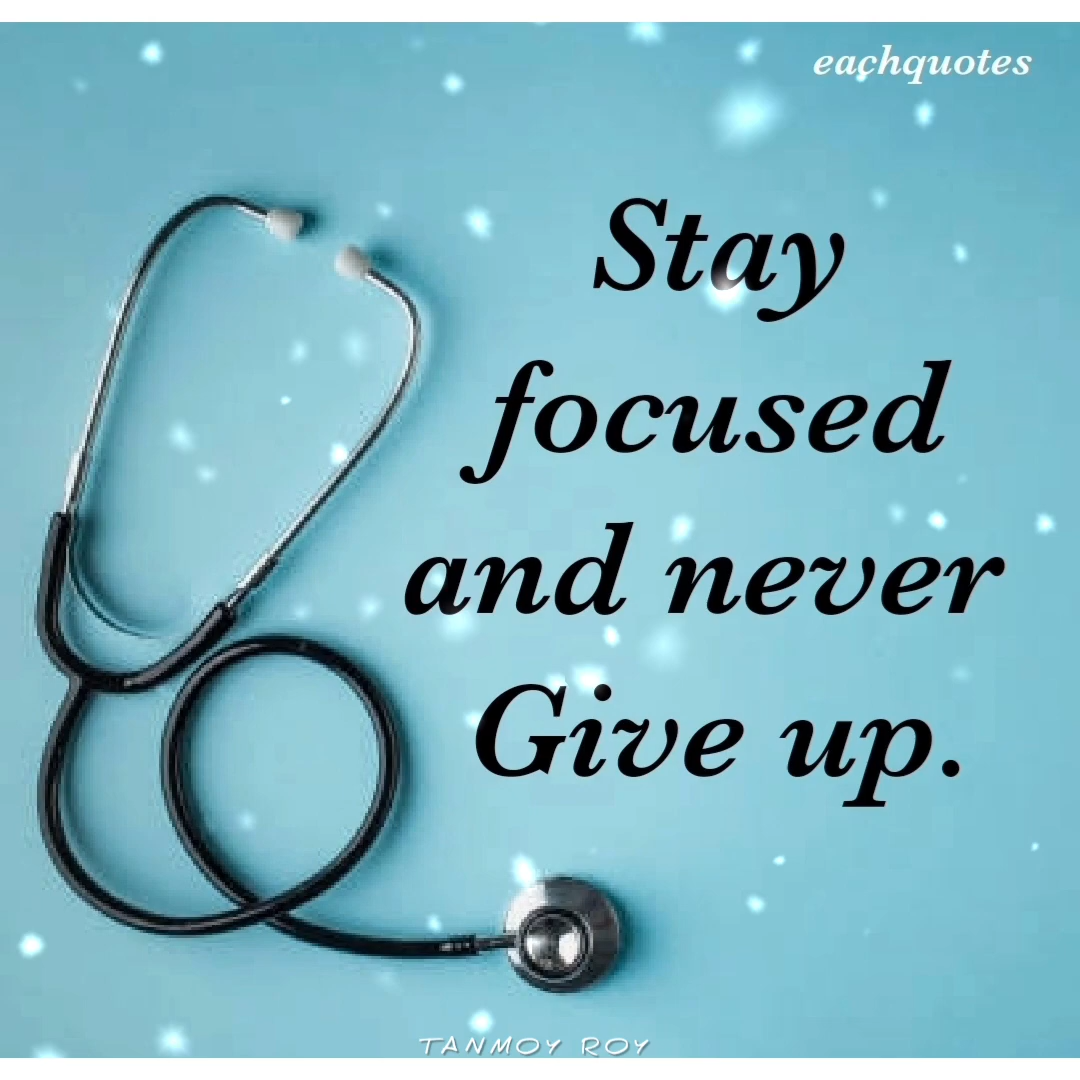 eachquotes
Stay
focused
and never
Give up.
TANMOY ROY